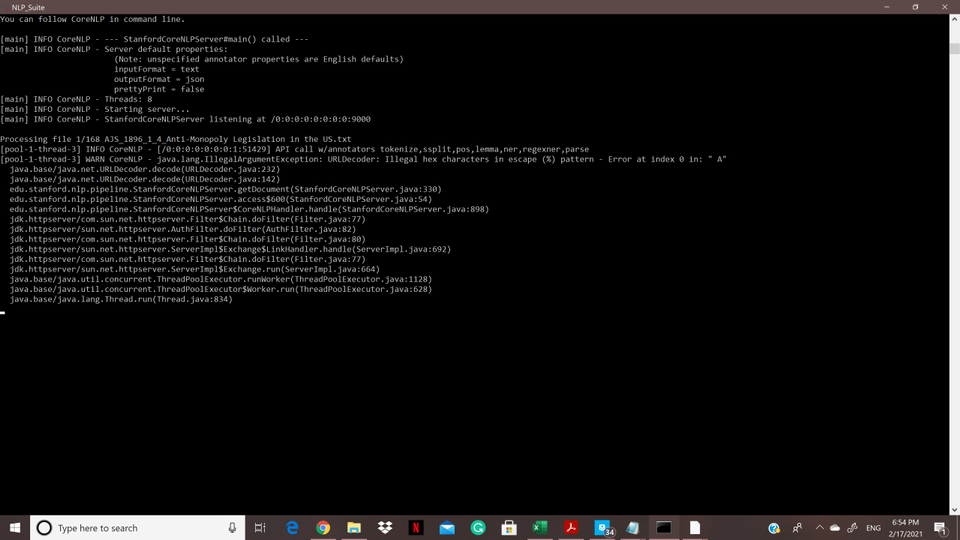 NLP_Suite
You can follow CoreNLP in command line.
[main] INFO CoreNLP - --- StanfordCoreNLPServer#main() called ---
[main] INFO CoreNLP - Server default properties:
(Note: unspecified annotator properties are English defaults)
inputFormat = text
outputFormat = json
prettyPrint = false
[main] INFO CoreNLP - Threads: 8
[main] INFO CoreNLP - Starting server...
[main] INFO CoreNLP - StanfordCoreNLPServer listening at /0:0:0:0:0:0:0:0:9000
Processing file 1/168 AJS_1896_1_4_Anti-Monopoly Legislation in the US.txt
[pool-1-thread-3] INFO CoreNLP - [/0:0:0:0:0:0:0:1:51429] API call w/annotators tokenize,ssplit,pos,lemma,ner,regexner,parse
[pool-1-thread-3] WARN CoreNLP - java.lang.IllegalArgumentException: URLDecoder: Illegal hex characters in escape (%) pattern - Error at index 0 in: " A"
java.base/java.net.URLDecoder.decode(URLDecoder.java:232)
java.base/java.net.URLDecoder.decode(URLDecoder.java:142)
edu.stanford.nlp.pipeline.StanfordCoreNLPServer.getDocument(StanfordCoreNLPServer.java:330)
edu.stanford.nlp.pipeline.StanfordCoreNLPServer.access$600(StanfordCoreNLPServer.java:54)
edu.stanford.nlp.pipeline.StanfordCoreNLPServer$CoreNLPHandler.handle(StanfordCoreNLPServer.java:898)
jdk.httpserver/com.sun.net.httpserver.Filter$Chain.doFilter(Filter.java:77)
jdk.httpserver/sun.net.httpserver.AuthFilter.doFilter(AuthFilter.java:82)
jdk.httpserver/com.sun.net.httpserver.Filter$Chain.doFilter(Filter.java:80)
jdk.httpserver/sun.net.httpserver.ServerImpl$Exchange$LinkHandler.handle(ServerImpl.java:692)
jdk.httpserver/com.sun.net.httpserver.Filter$Chain.doFilter(Filter.java:77)
jdk.httpserver/sun.net.httpserver.ServerImpl$Exchange.run(ServerImpl.java:664)
java.base/java.util.concurrent.ThreadPoolExecutor.runWorker(ThreadPoolExecutor.java:1128)
java.base/java.util.concurrent.ThreadPoolExecutor$Worker.run(ThreadPoolExecutor.java:628)
java.base/java.lang.Thread.run(Thread.java:834)
Type here to search
34
ENG
6:54 PM
2/17/2021
1